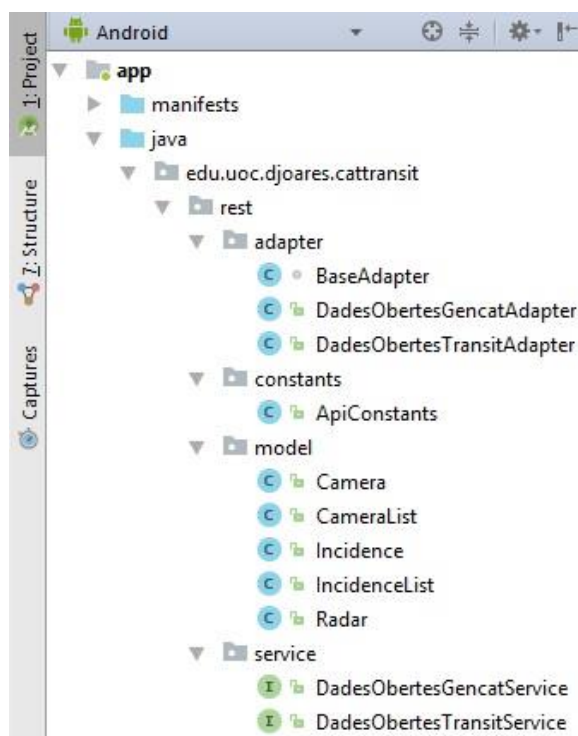 1: Project
7: Structure
Captures
Android
app
manifests
java
edu.uoc.djoares.cattransit
rest
adapter
C BaseAdapter
C DadesObertesGencatAdapter
C DadesObertesTransitAdapter
constants
C ApiConstants
model
C Camera
C CameraList
C Incidence
C IncidenceList
C Radar
service
I DadesObertesGencatService
I DadesObertesTransitService